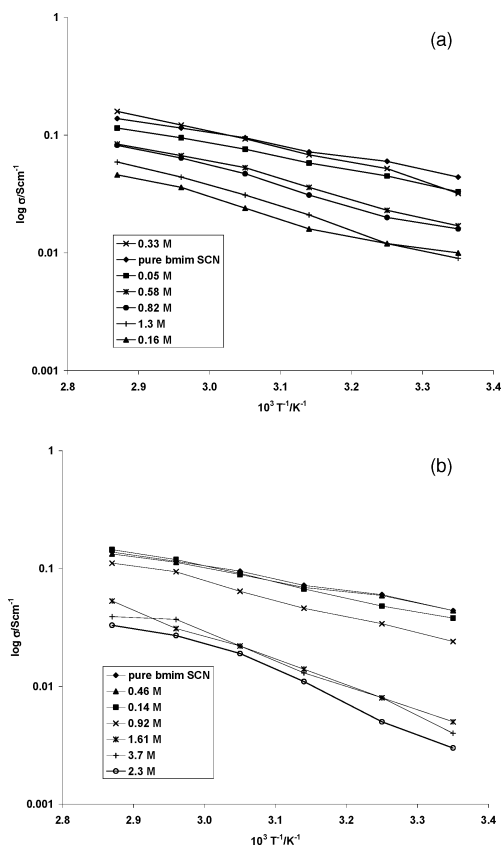 (a)
1
0.1
0.01
0.001
log σ/Scm⁻¹
0.33 M
pure bmim SCN
0.05 M
0.58 M
0.82 M
1.3 M
0.16 M
2.8 2.9 3.0 3.1 3.2 3.3 3.4
10³ T⁻¹/K⁻¹
(b)
1
0.1
0.01
0.001
log σ/Scm⁻¹
pure bmim SCN
0.46 M
0.14 M
0.92 M
1.61 M
3.7 M
2.3 M
2.8 2.9 3.0 3.1 3.2 3.3 3.4
10³ T⁻¹/K⁻¹